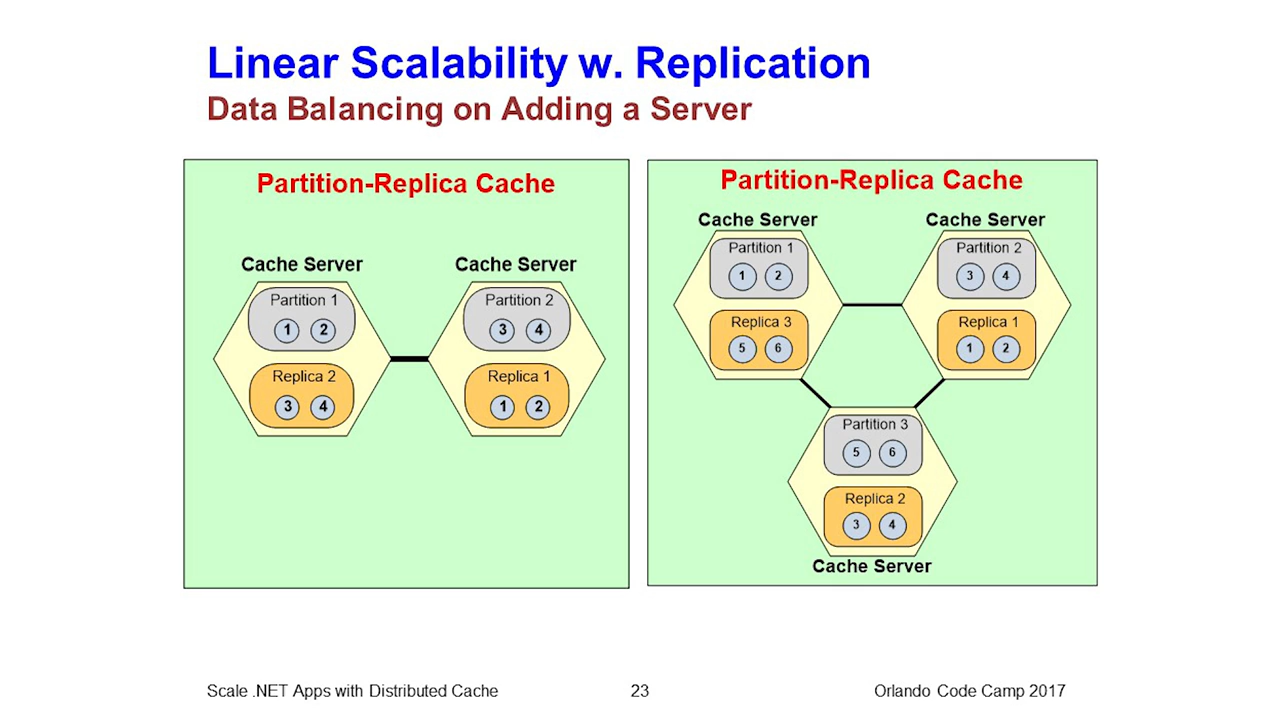 Linear Scalability w. Replication
Data Balancing on Adding a Server
Partition-Replica Cache
Cache Server
Partition 1
1 2
Replica 2
3 4
Cache Server
Partition 2
3 4
Replica 1
1 2
Partition-Replica Cache
Cache Server
Partition 1
1 2
Replica 3
5 6
Cache Server
Partition 2
3 4
Replica 1
1 2
Partition 3
5 6
Replica 2
3 4
Cache Server
Scale .NET Apps with Distributed Cache
23
Orlando Code Camp 2017